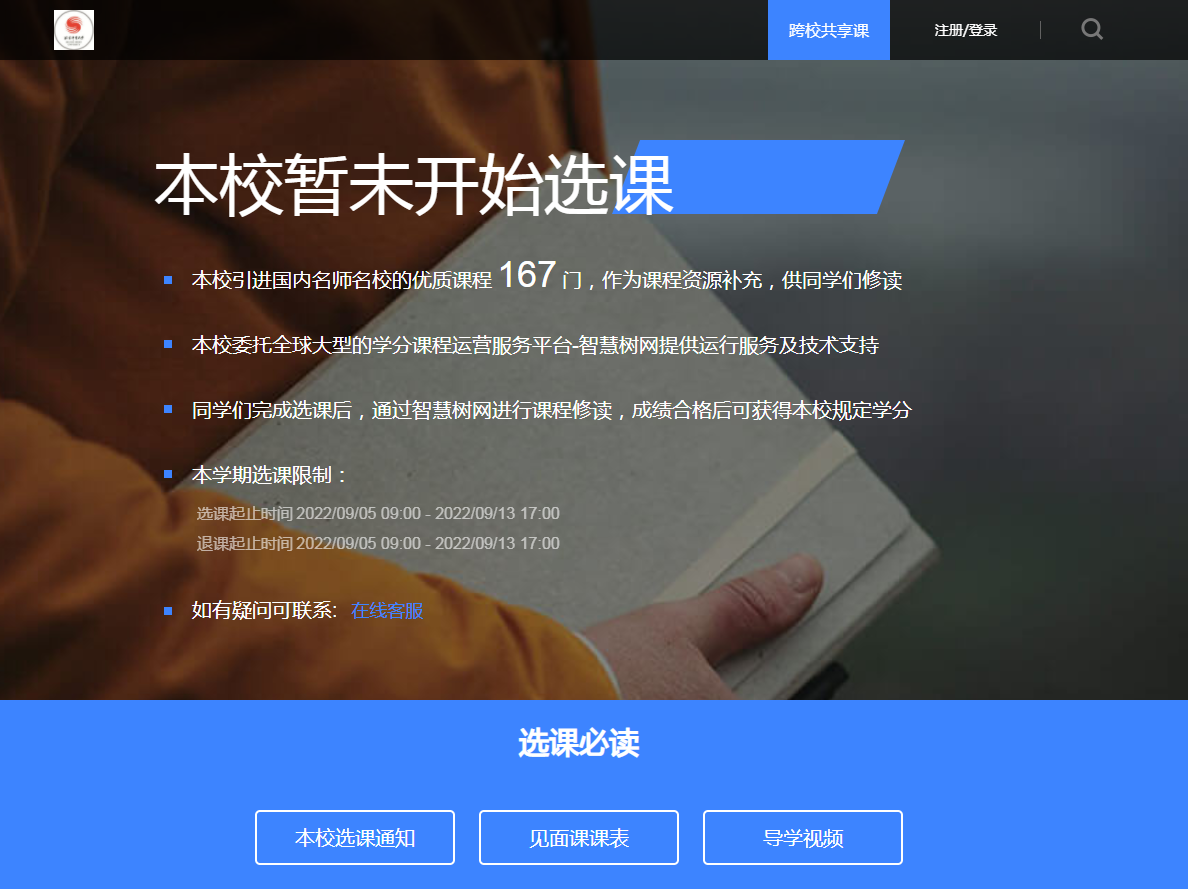 跨校共享课
注册/登录
本校暂未开始选课
本校引进国内名师名校的优质课程 167 门，作为课程资源补充，供同学们修读
本校委托全球大型的学分课程运营服务平台-智慧树网提供运行服务及技术支持
同学们完成选课后，通过智慧树网进行课程修读，成绩合格后可获得本校规定学分
本学期选课限制：
选课起止时间 2022/09/05 09:00 - 2022/09/13 17:00
退课起止时间 2022/09/05 09:00 - 2022/09/13 17:00
如有疑问可联系: 在线客服
选课必读
本校选课通知
见面课课表
导学视频